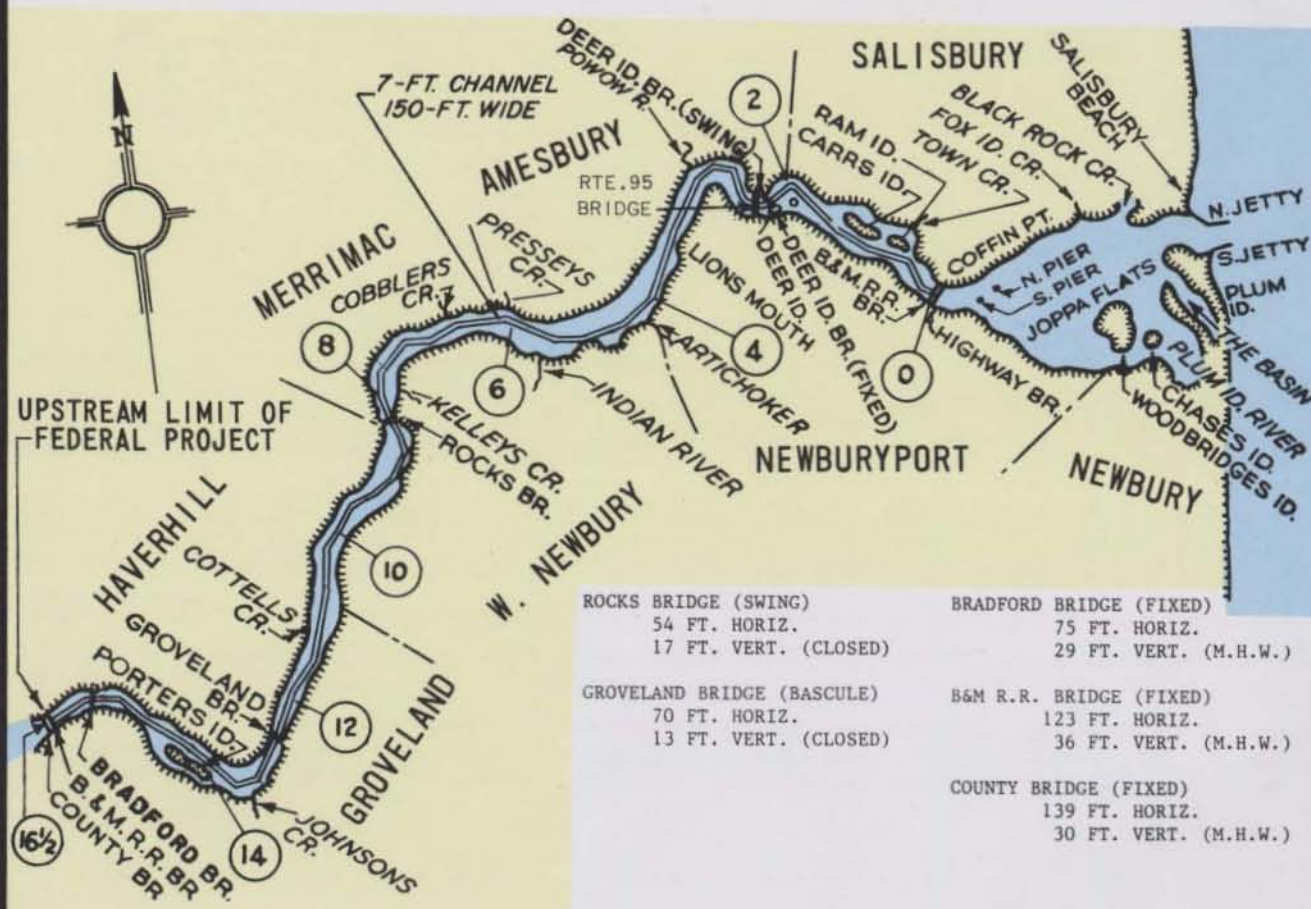 N
7-FT. CHANNEL
150-FT. WIDE
DEER ID. BR. (SWING)
POWOW R.
2
SALISBURY
SALISBURY
BEACH
BLACK ROCK CR.
FOX ID. CR.
TOWN CR.
RAM ID.
CARRS ID.
AMESBURY
RTE.95
BRIDGE
MERRIMAC
COBBLERS
CR.
PRESSEYS
CR.
N. JETTY
S. JETTY
COFFIN PT.
N. PIER
S. PIER
JOPPA FLATS
PLUM
ID.
THE BASIN
PLUM ID. RIVER
CHASES ID.
WOODBRIDGES ID.
B.&M. R.R.
BR.
HIGHWAY BR.
0
DEER ID. BR. (FIXED)
DEER ID.
LIONS MOUTH
4
ARTICHOKER
INDIAN RIVER
6
8
KELLEYS CR.
ROCKS BR.
NEWBURYPORT
NEWBURY
W. NEWBURY
UPSTREAM LIMIT OF
FEDERAL PROJECT
HAVERHILL
10
COTTELLS
CR.
GROVELAND
BR.
PORTERS ID.
12
GROVELAND
JOHNSONS
CR.
14
BRADFORD BR.
B.& M. R.R. BR
COUNTY BR
16½
ROCKS BRIDGE (SWING)
54 FT. HORIZ.
17 FT. VERT. (CLOSED)
GROVELAND BRIDGE (BASCULE)
70 FT. HORIZ.
13 FT. VERT. (CLOSED)
BRADFORD BRIDGE (FIXED)
75 FT. HORIZ.
29 FT. VERT. (M.H.W.)
B&M R.R. BRIDGE (FIXED)
123 FT. HORIZ.
36 FT. VERT. (M.H.W.)
COUNTY BRIDGE (FIXED)
139 FT. HORIZ.
30 FT. VERT. (M.H.W.)